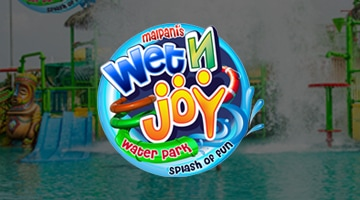 malpani's
Wet N
Joy
water park
splash of fun